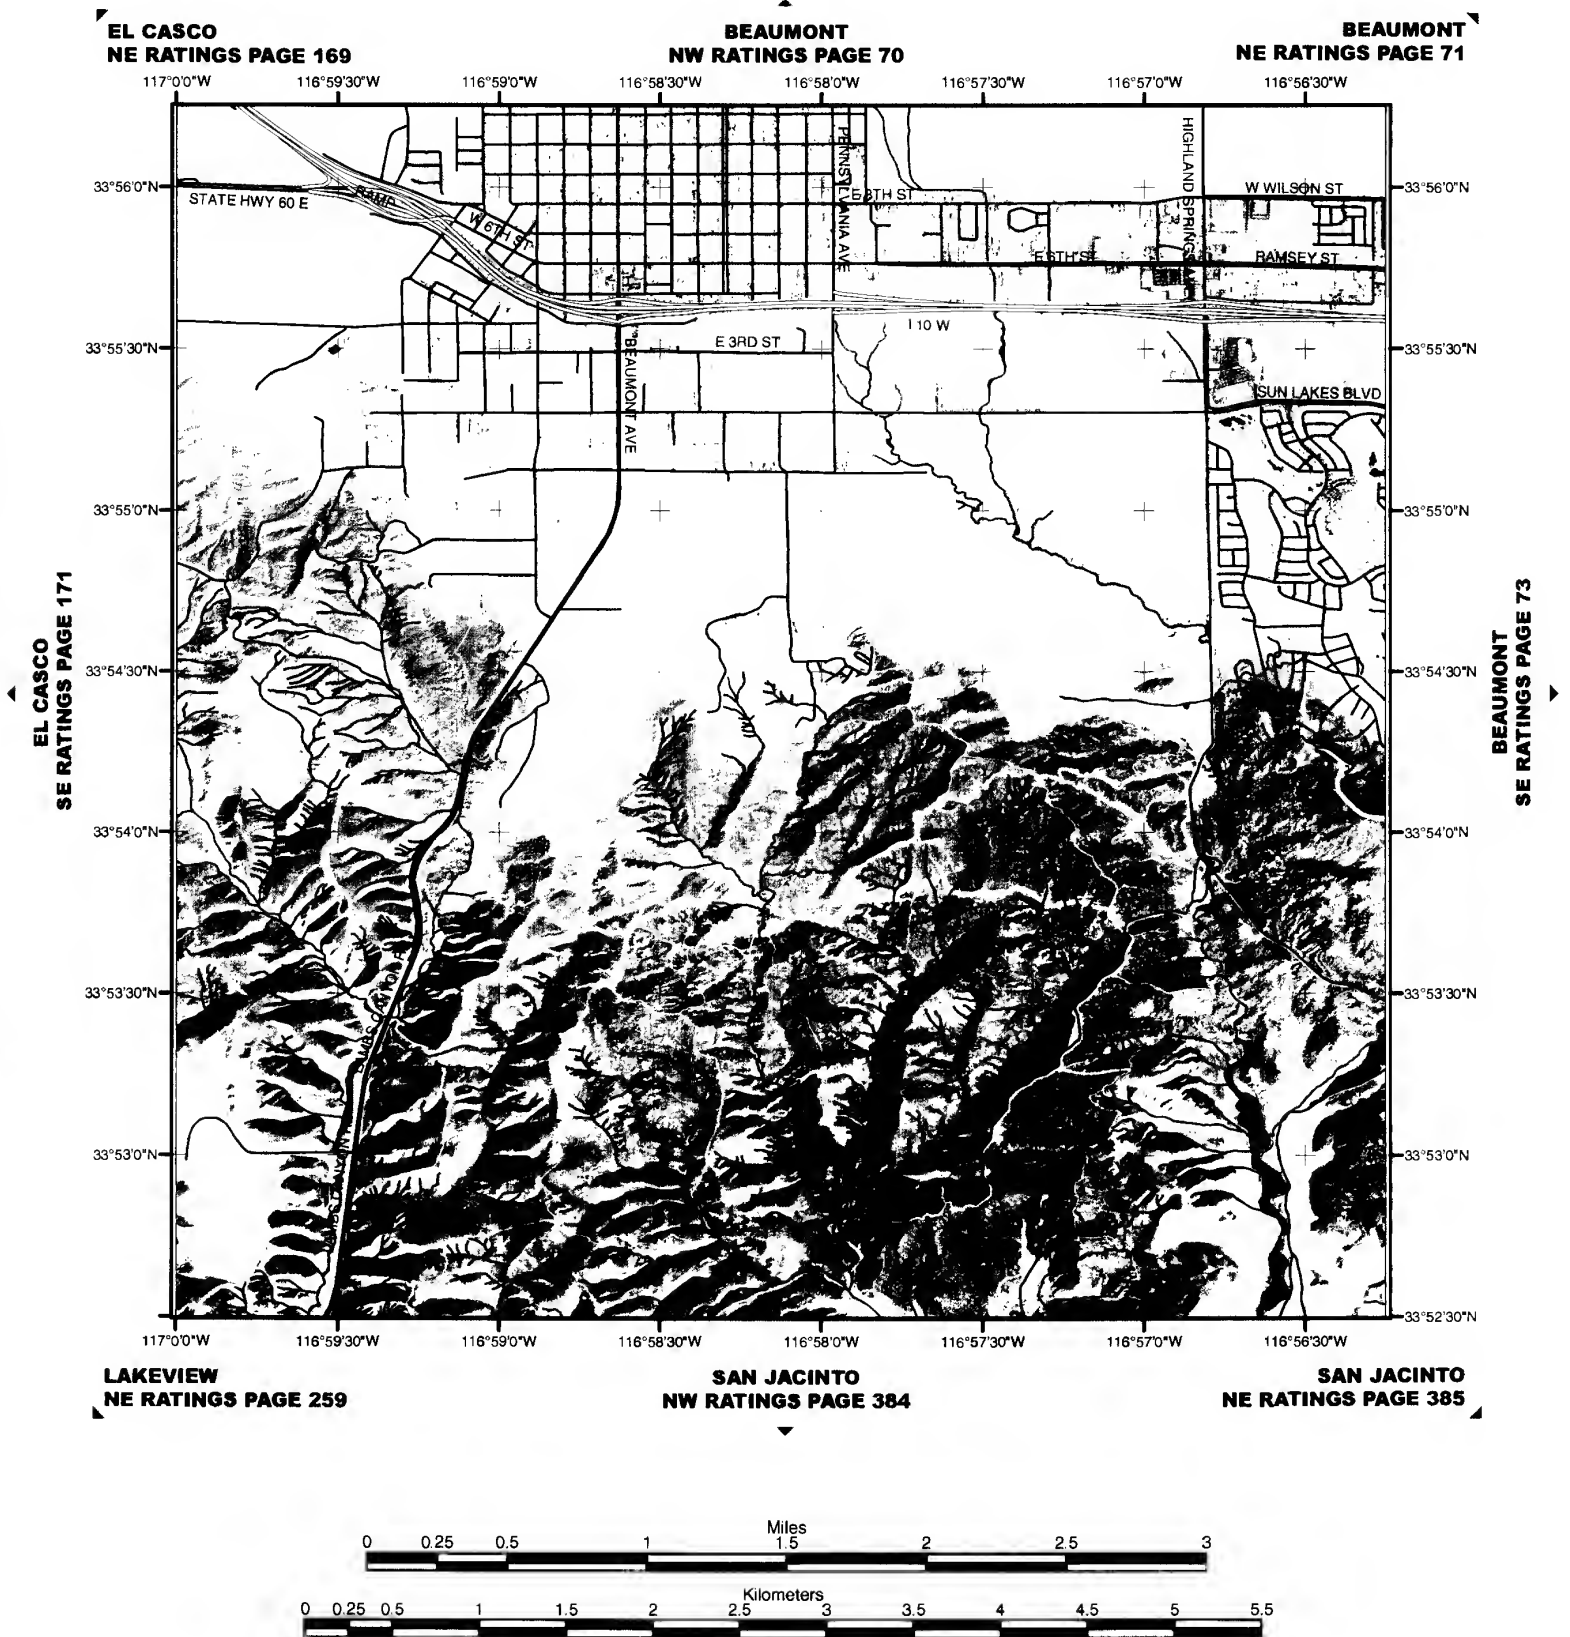 EL CASCO
NE RATINGS PAGE 169
BEAUMONT
NW RATINGS PAGE 70
BEAUMONT
NE RATINGS PAGE 71
117°0'0"W
116°59'30"W
116°59'0"W
116°58'30"W
116°58'0"W
116°57'30"W
116°57'0"W
116°56'30"W
33°56'0"N
33°56'0"N
STATE HWY 60 E
RAMP
W 6TH ST
PENNSYLVANIA AVE
E 8TH ST
HIGHLAND SPRINGS
W WILSON ST
E 6TH ST
RAMSEY ST
I 10 W
E 3RD ST
BEAUMONT AVE
33°55'30"N
33°55'30"N
SUN LAKES BLVD
33°55'0"N
33°55'0"N
EL CASCO
SE RATINGS PAGE 171
BEAUMONT
SE RATINGS PAGE 73
33°54'30"N
33°54'30"N
33°54'0"N
33°54'0"N
33°53'30"N
33°53'30"N
33°53'0"N
33°53'0"N
33°52'30"N
117°0'0"W
116°59'30"W
116°59'0"W
116°58'30"W
116°58'0"W
116°57'30"W
116°57'0"W
116°56'30"W
LAKEVIEW
NE RATINGS PAGE 259
SAN JACINTO
NW RATINGS PAGE 384
SAN JACINTO
NE RATINGS PAGE 385
Miles
0 0.25 0.5 1 1.5 2 2.5 3
Kilometers
0 0.25 0.5 1 1.5 2 2.5 3 3.5 4 4.5 5 5.5